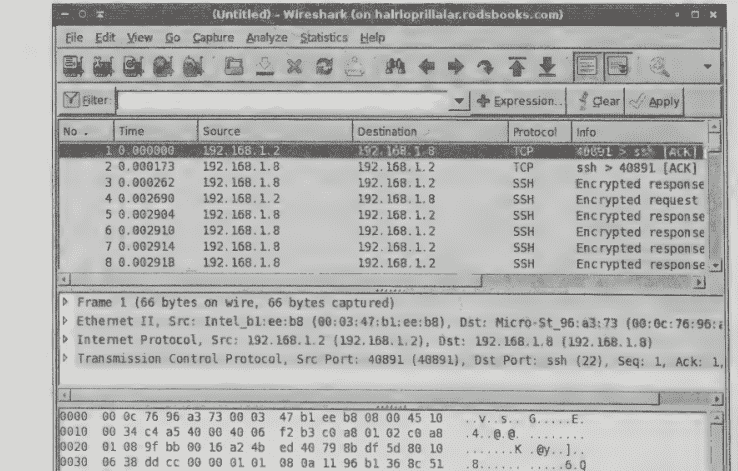 (Untitled) - Wireshark (on halrloprillalar.rodsbooks.com)
File Edit View Go Capture Analyze Statistics Help
Filter: Expression.. Clear Apply
No . Time Source Destination Protocol Info
1 0.000000 192.168.1.2 192.168.1.8 TCP 40891 > ssh [ACK]
2 0.000173 192.168.1.8 192.168.1.2 TCP ssh > 40891 [ACK]
3 0.000262 192.168.1.8 192.168.1.2 SSH Encrypted response
4 0.002690 192.168.1.2 192.168.1.8 SSH Encrypted request
5 0.002904 192.168.1.8 192.168.1.2 SSH Encrypted response
6 0.002910 192.168.1.8 192.168.1.2 SSH Encrypted response
7 0.002914 192.168.1.8 192.168.1.2 SSH Encrypted response
8 0.002918 192.168.1.8 192.168.1.2 SSH Encrypted response
Frame 1 (66 bytes on wire, 66 bytes captured)
Ethernet II, Src: Intel_b1:ee:b8 (00:03:47:b1:ee:b8), Dst: Micro-St_96:a3:73 (00:0c:76:96:
Internet Protocol, Src: 192.168.1.2 (192.168.1.2), Dst: 192.168.1.8 (192.168.1.8)
Transmission Control Protocol, Src Port: 40891 (40891), Dst Port: ssh (22), Seq: 1, Ack: 1,
0000 00 0c 76 96 a3 73 00 03 47 b1 ee b8 08 00 45 10 ..v..s.. G.....E.
0010 00 34 c4 a5 40 00 40 06 f2 b3 c0 a8 01 02 c0 a8 .4..@.@. ........
0020 01 08 9f bb 00 16 a2 4b ed 40 79 8b df 5d 80 10 .......K .@y..]..
0030 06 38 dd cc 00 00 01 01 08 0a 11 96 b1 36 8c 51 .8...... .....6.Q